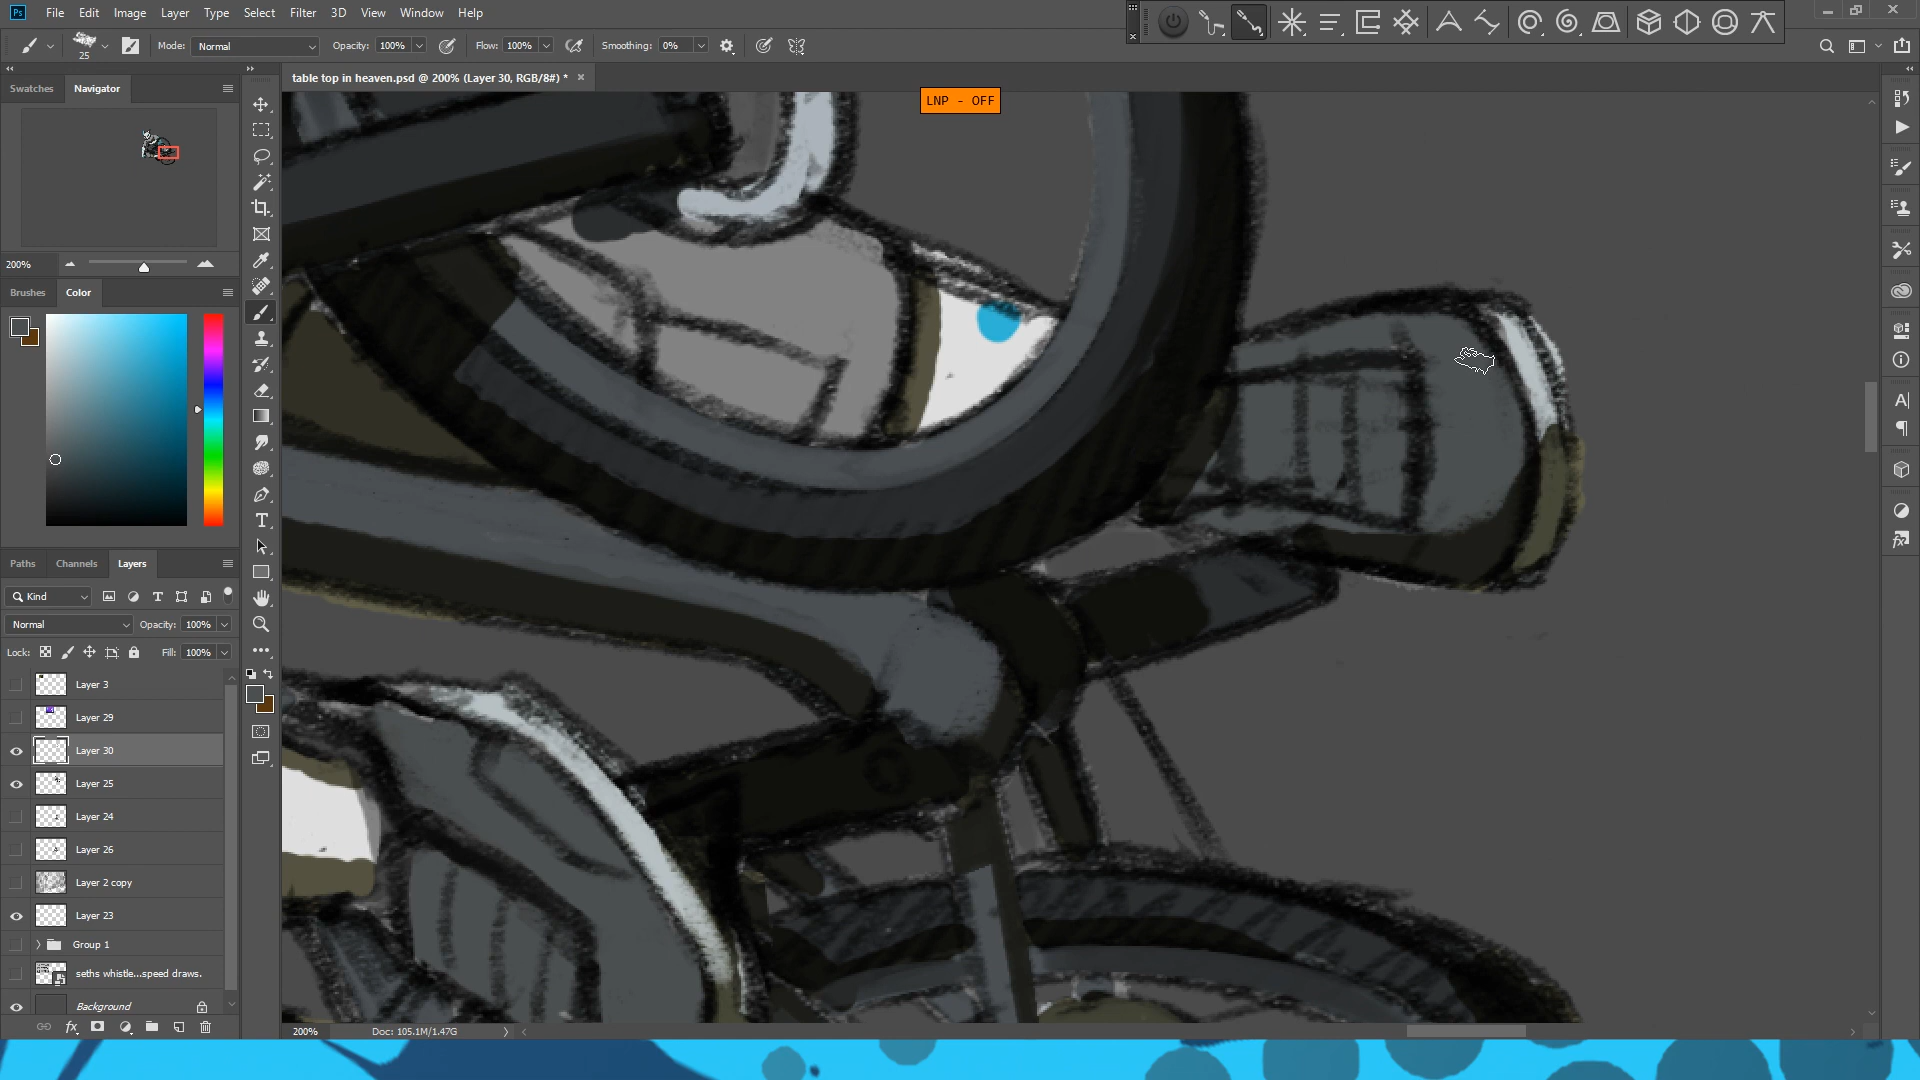 Ps File Edit Image Layer Type Select Filter 3D View Window Help
25 Mode: Normal Opacity: 100% Flow: 100% Smoothing: 0%
table top in heaven.psd @ 200% (Layer 30, RGB/8#) *
LNP - OFF
Swatches Navigator
200%
Brushes Color
Paths Channels Layers
Kind
Normal Opacity: 100%
Lock: Fill: 100%
Layer 3
Layer 29
Layer 30
Layer 25
Layer 24
Layer 26
Layer 2 copy
Layer 23
Group 1
seths whistle...speed draws.
Background
fx
200% Doc: 105.1M/1.47G